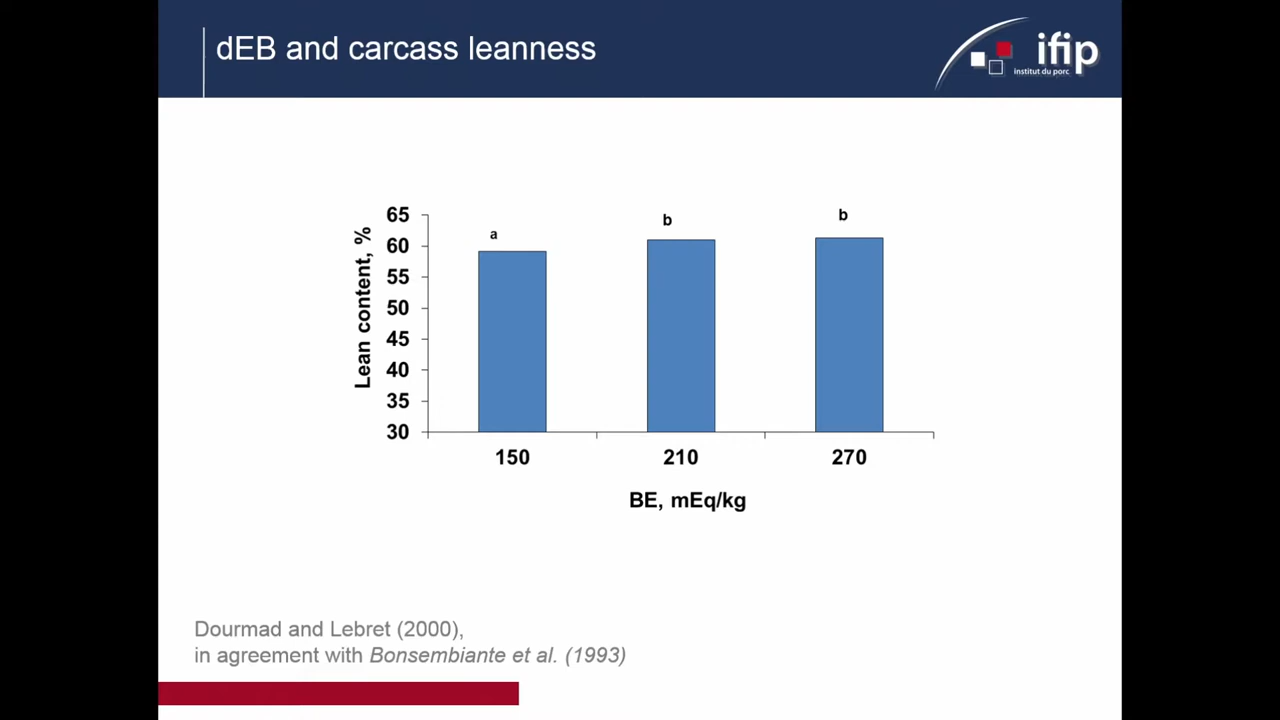 dEB and carcass leanness
ifip
institut du porc
65
60
55
50
45
40
35
30
Lean content, %
a
b
b
150
210
270
BE, mEq/kg
Dourmad and Lebret (2000),
in agreement with Bonsembiante et al. (1993)